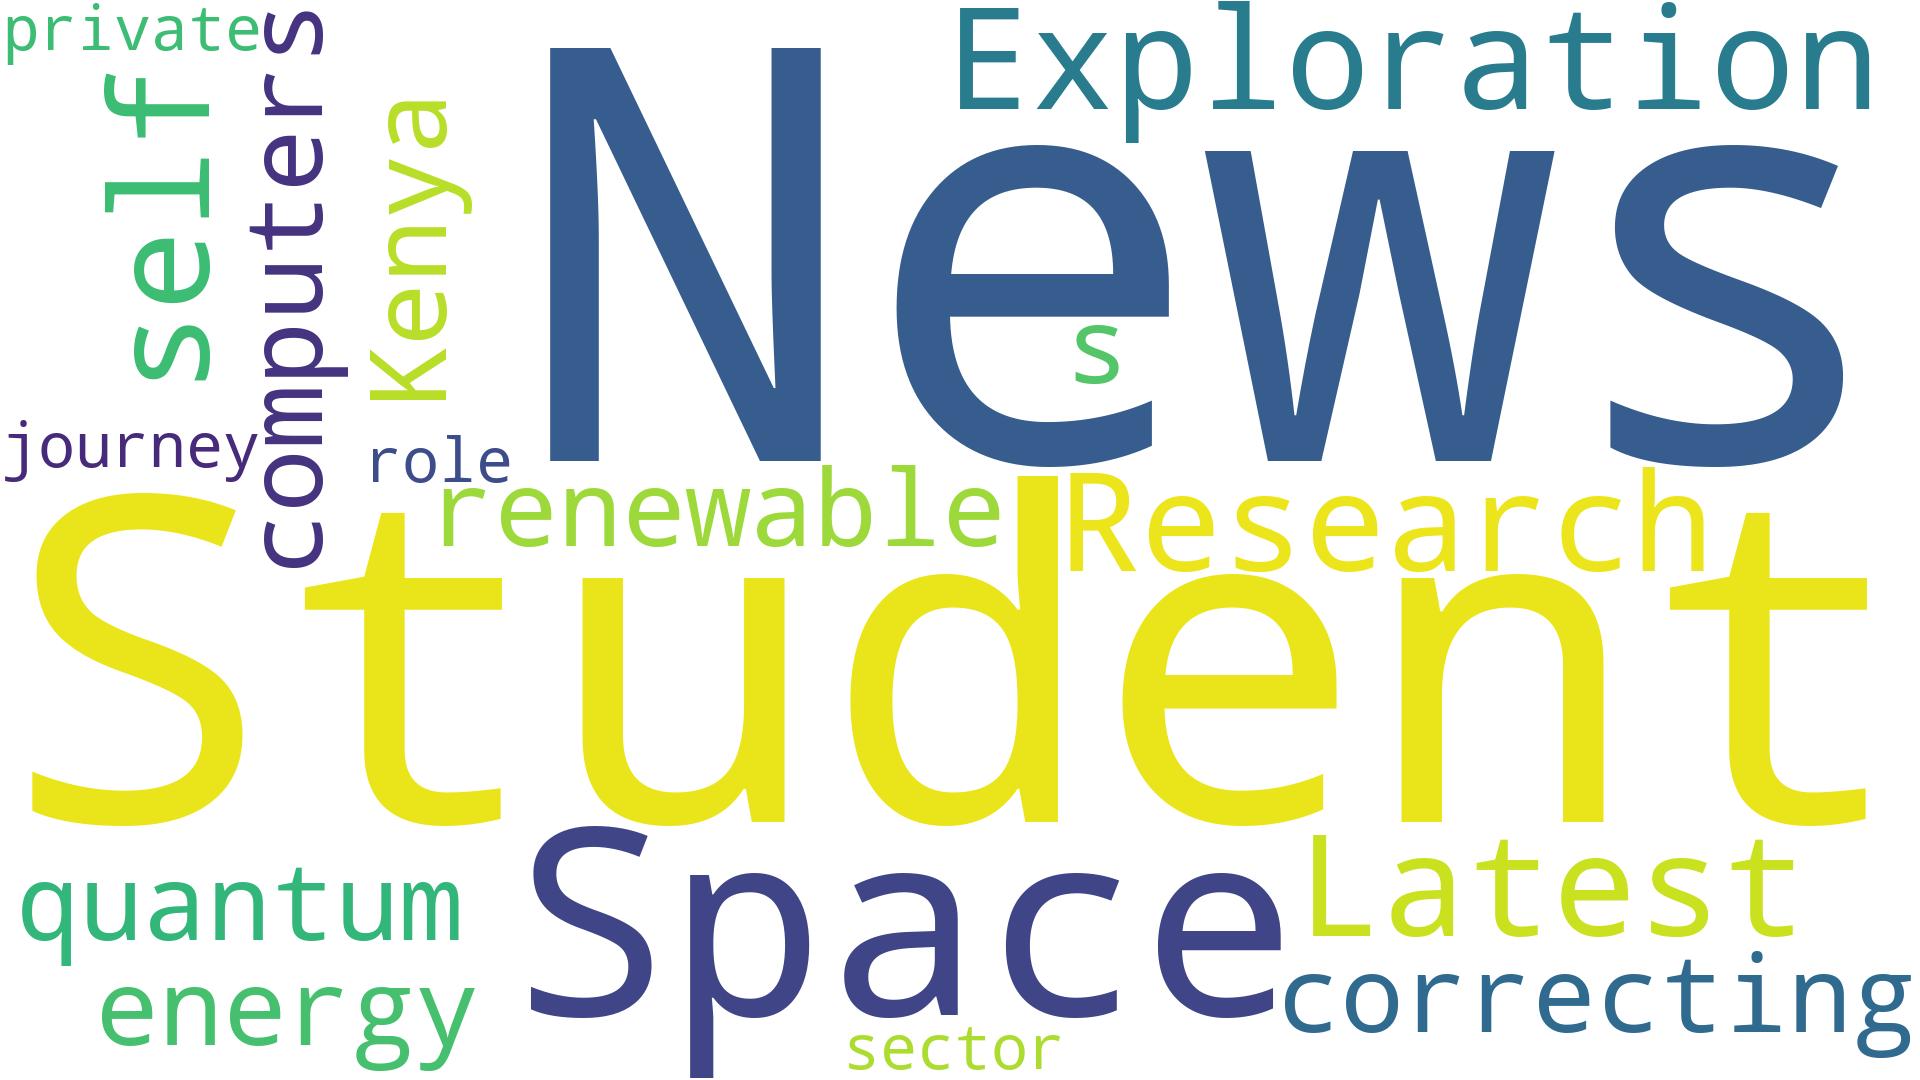 private
self
computers
Kenya
News
Exploration
s
journey
role
renewable
Research
Student
quantum
Space
Latest
energy
correcting
sector